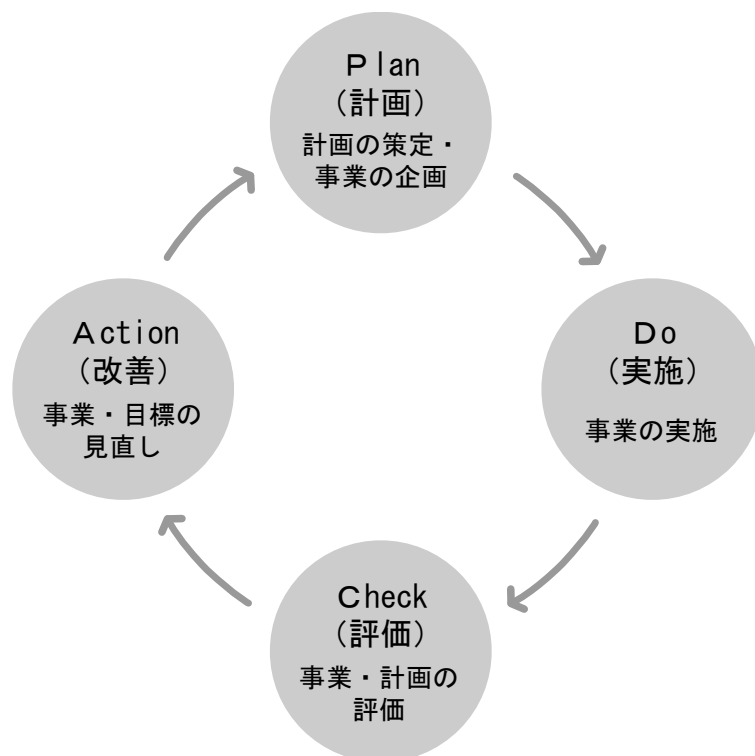 Ｐlan
（計画）
計画の策定・
事業の企画
Ｄo
（実施）
事業の実施
Ｃheck
（評価）
事業・計画の
評価
Ａction
（改善）
事業・目標の
見直し